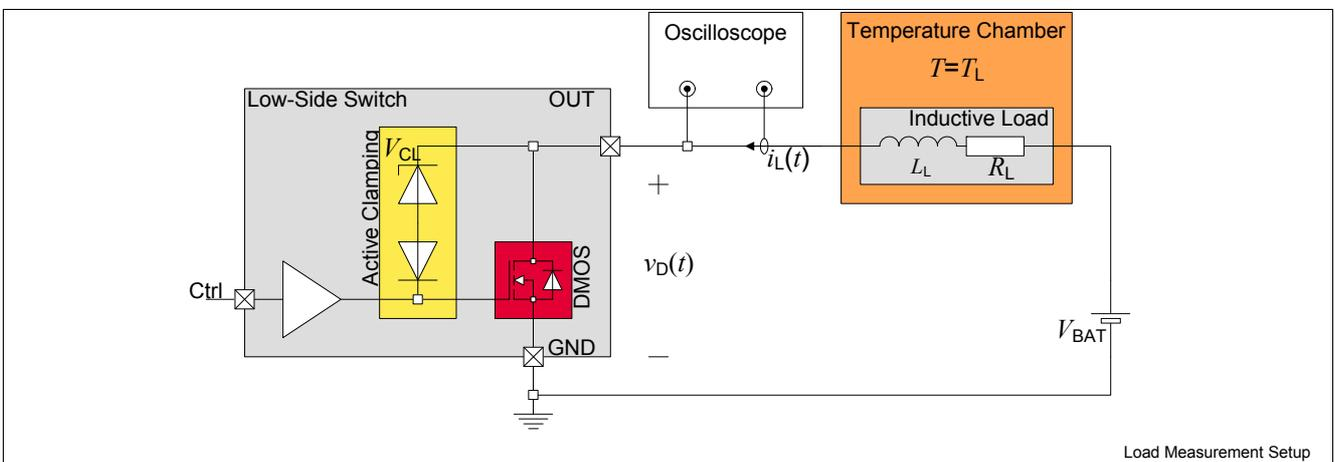 Oscilloscope
Temperature Chamber
T=TL
Low-Side Switch
OUT
Inductive Load
VCL
iL(t)
LL
RL
Active Clamping
+
vD(t)
DMOS
Ctrl
VBAT
GND
−
Load Measurement Setup